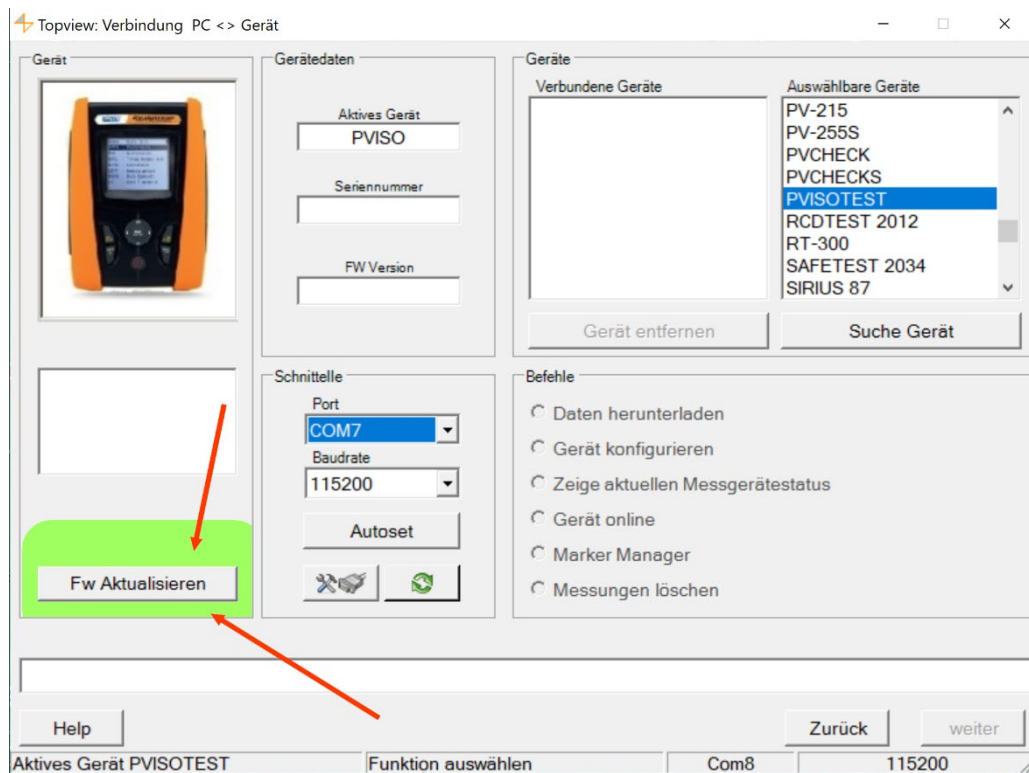 Topview: Verbindung PC <> Gerät
Gerät
Gerätedaten
Aktives Gerät
PVISO
Seriennummer
FW Version
Geräte
Verbundene Geräte
Auswählbare Geräte
PV-215
PV-255S
PVCHECK
PVCHECKS
PVISOTEST
RCDTEST 2012
RT-300
SAFETEST 2034
SIRIUS 87
Gerät entfernen
Suche Gerät
Schnittelle
Port
COM7
Baudrate
115200
Autoset
Befehle
Daten herunterladen
Gerät konfigurieren
Zeige aktuellen Messgerätestatus
Gerät online
Marker Manager
Messungen löschen
Fw Aktualisieren
Help
Zurück
weiter
Aktives Gerät PVISOTEST
Funktion auswählen
Com8
115200